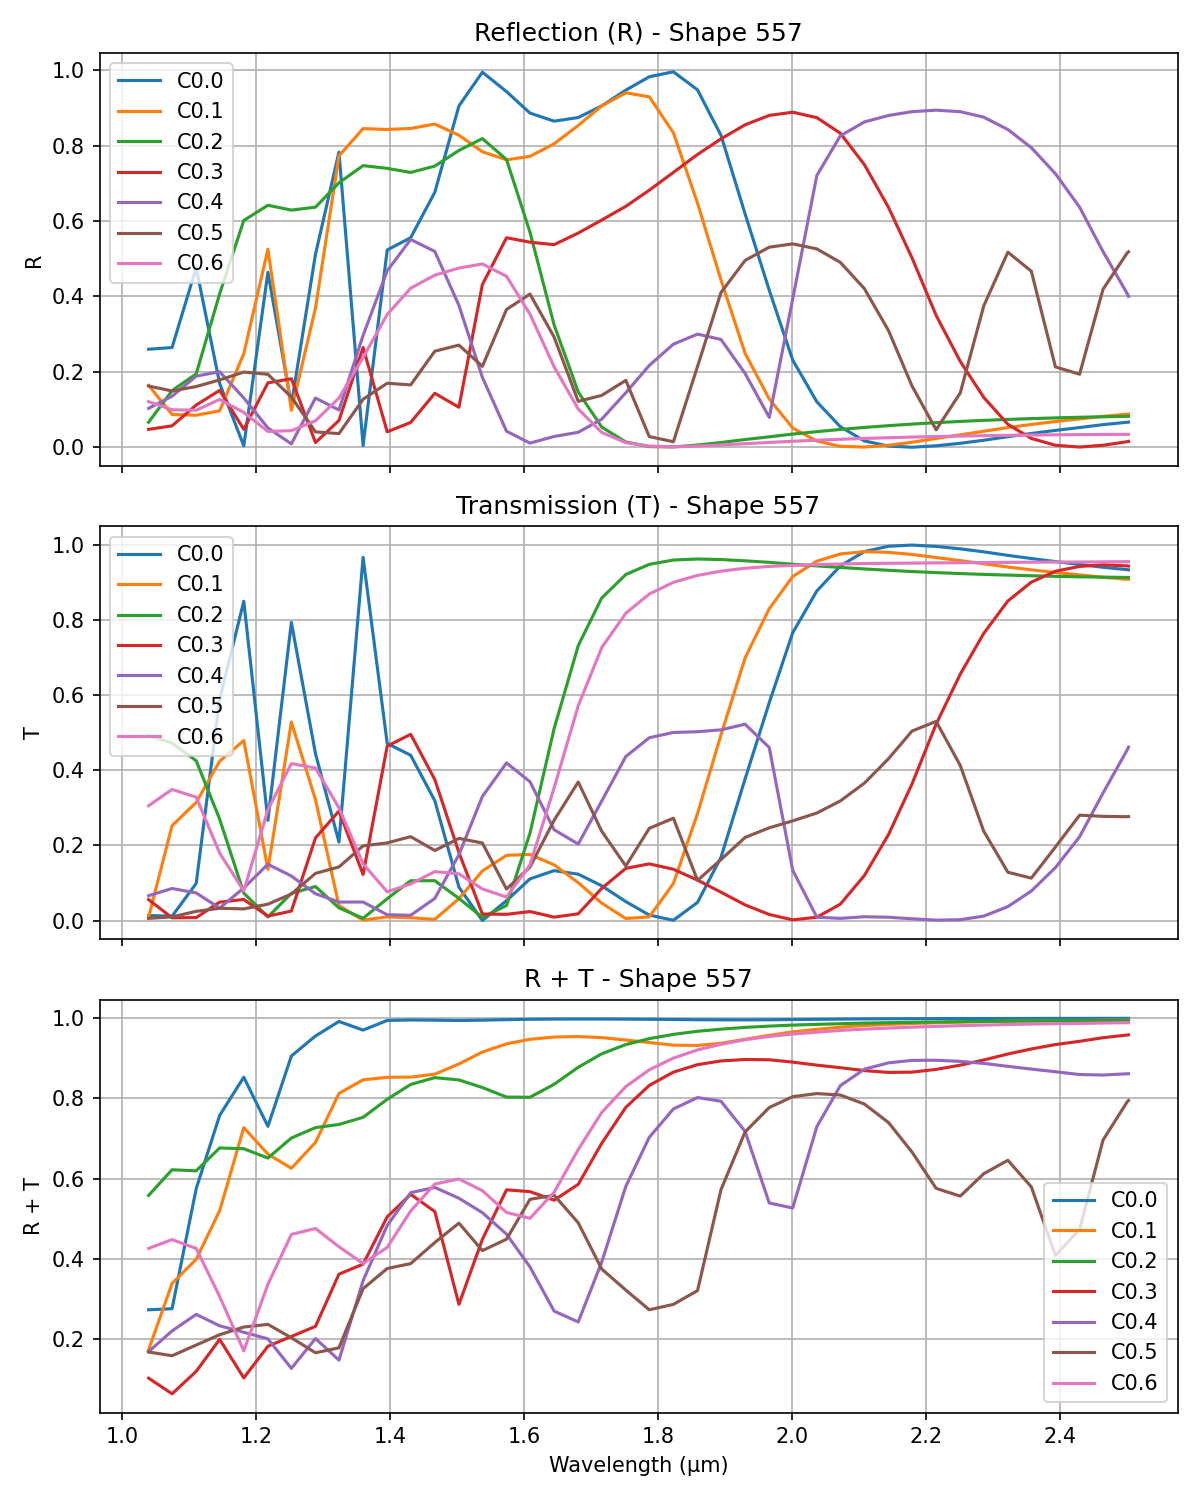 Reflection (R) - Shape 557
1.0
0.8
0.6
0.4
0.2
0.0
R
C0.0
C0.1
C0.2
C0.3
C0.4
C0.5
C0.6
Transmission (T) - Shape 557
1.0
0.8
0.6
0.4
0.2
0.0
T
C0.0
C0.1
C0.2
C0.3
C0.4
C0.5
C0.6
R + T - Shape 557
1.0
0.8
0.6
0.4
0.2
R + T
C0.0
C0.1
C0.2
C0.3
C0.4
C0.5
C0.6
1.0 1.2 1.4 1.6 1.8 2.0 2.2 2.4
Wavelength (μm)